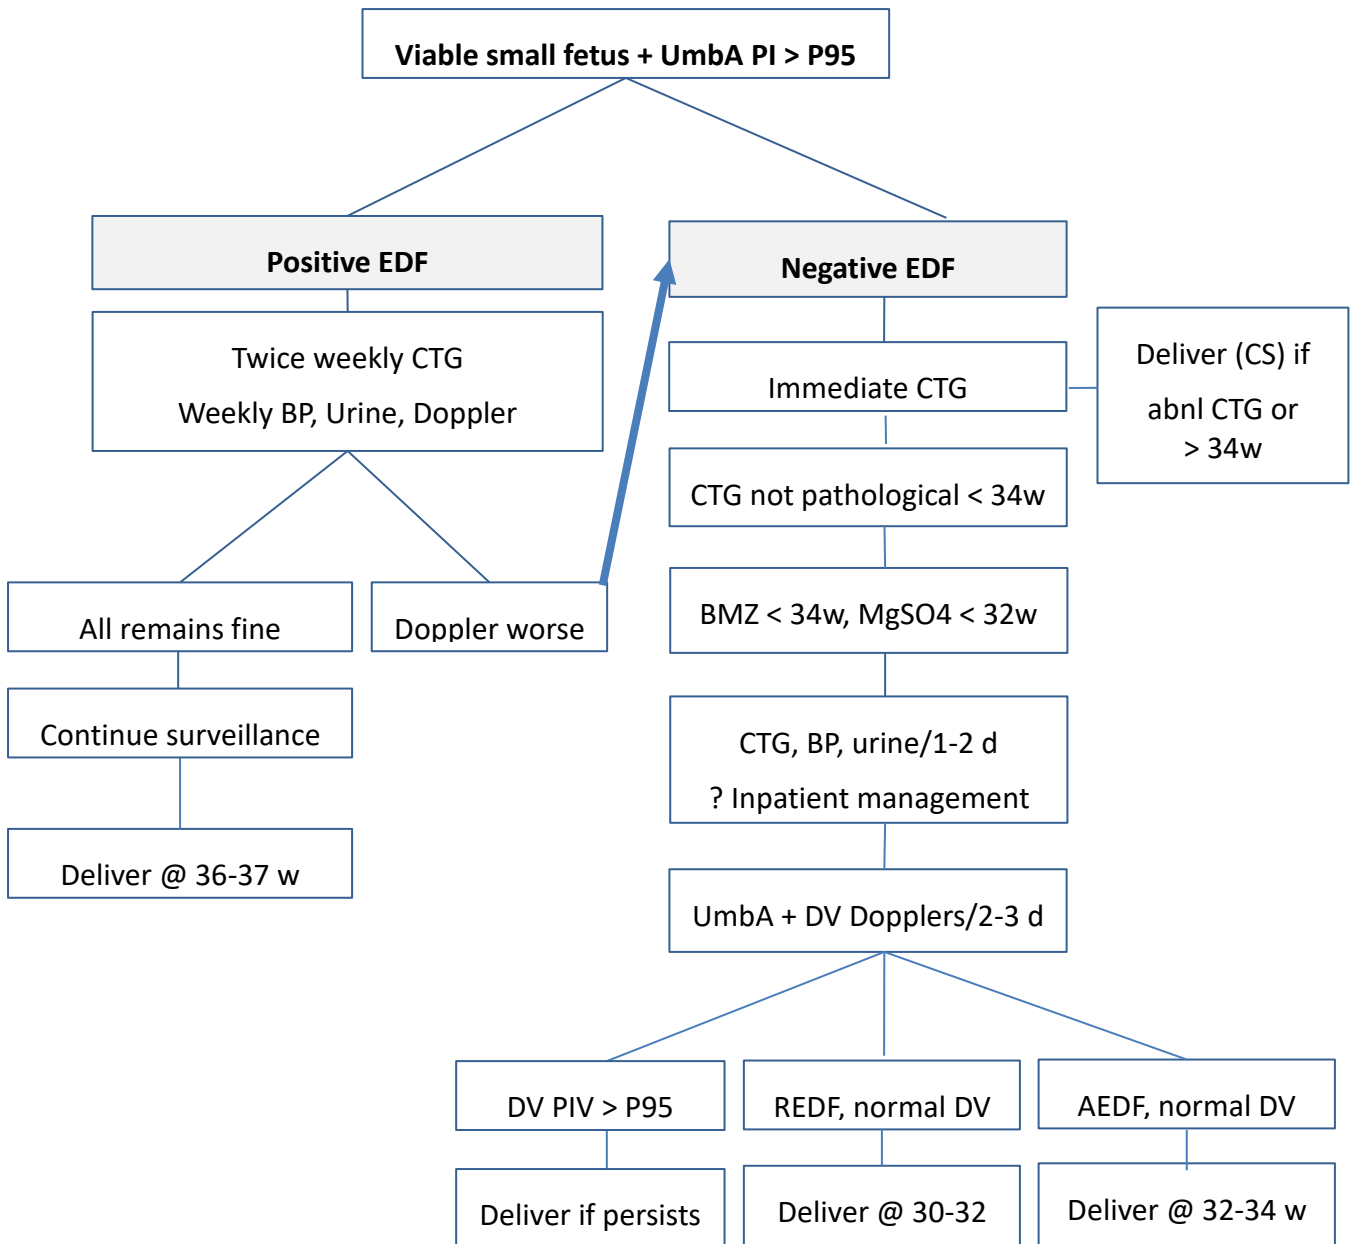 Viable small fetus + UmbA PI > P95
Positive EDF
Twice weekly CTG
Weekly BP, Urine, Doppler
All remains fine
Doppler worse
Continue surveillance
Deliver @ 36-37 w
Negative EDF
Immediate CTG
Deliver (CS) if
abnl CTG or
> 34w
CTG not pathological < 34w
BMZ < 34w, MgSO4 < 32w
CTG, BP, urine/1-2 d
? Inpatient management
UmbA + DV Dopplers/2-3 d
DV PIV > P95
REDF, normal DV
AEDF, normal DV
Deliver if persists
Deliver @ 30-32
Deliver @ 32-34 w